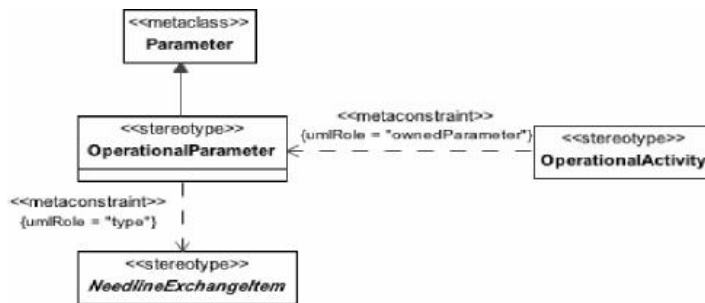 <<metaclass>>
Parameter
<<stereotype>>
OperationalParameter
<<metaconstraint>>
{umlRole = "ownedParameter"}
<<stereotype>>
OperationalActivity
<<metaconstraint>>
{umlRole = "type"}
<<stereotype>>
NeedlineExchangeItem